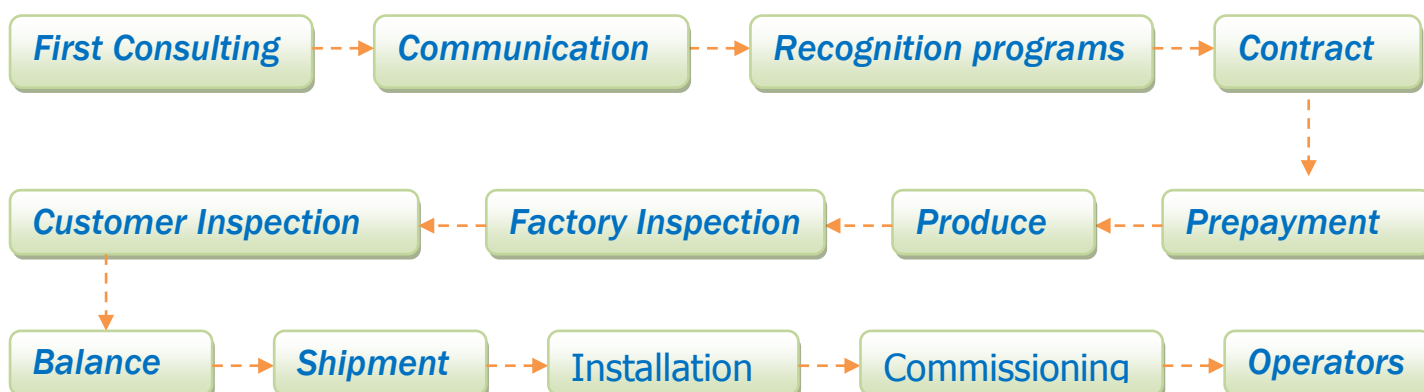 First Consulting Communication Recognition programs Contract
Customer Inspection Factory Inspection Produce Prepayment
Balance Shipment Installation Commissioning Operators